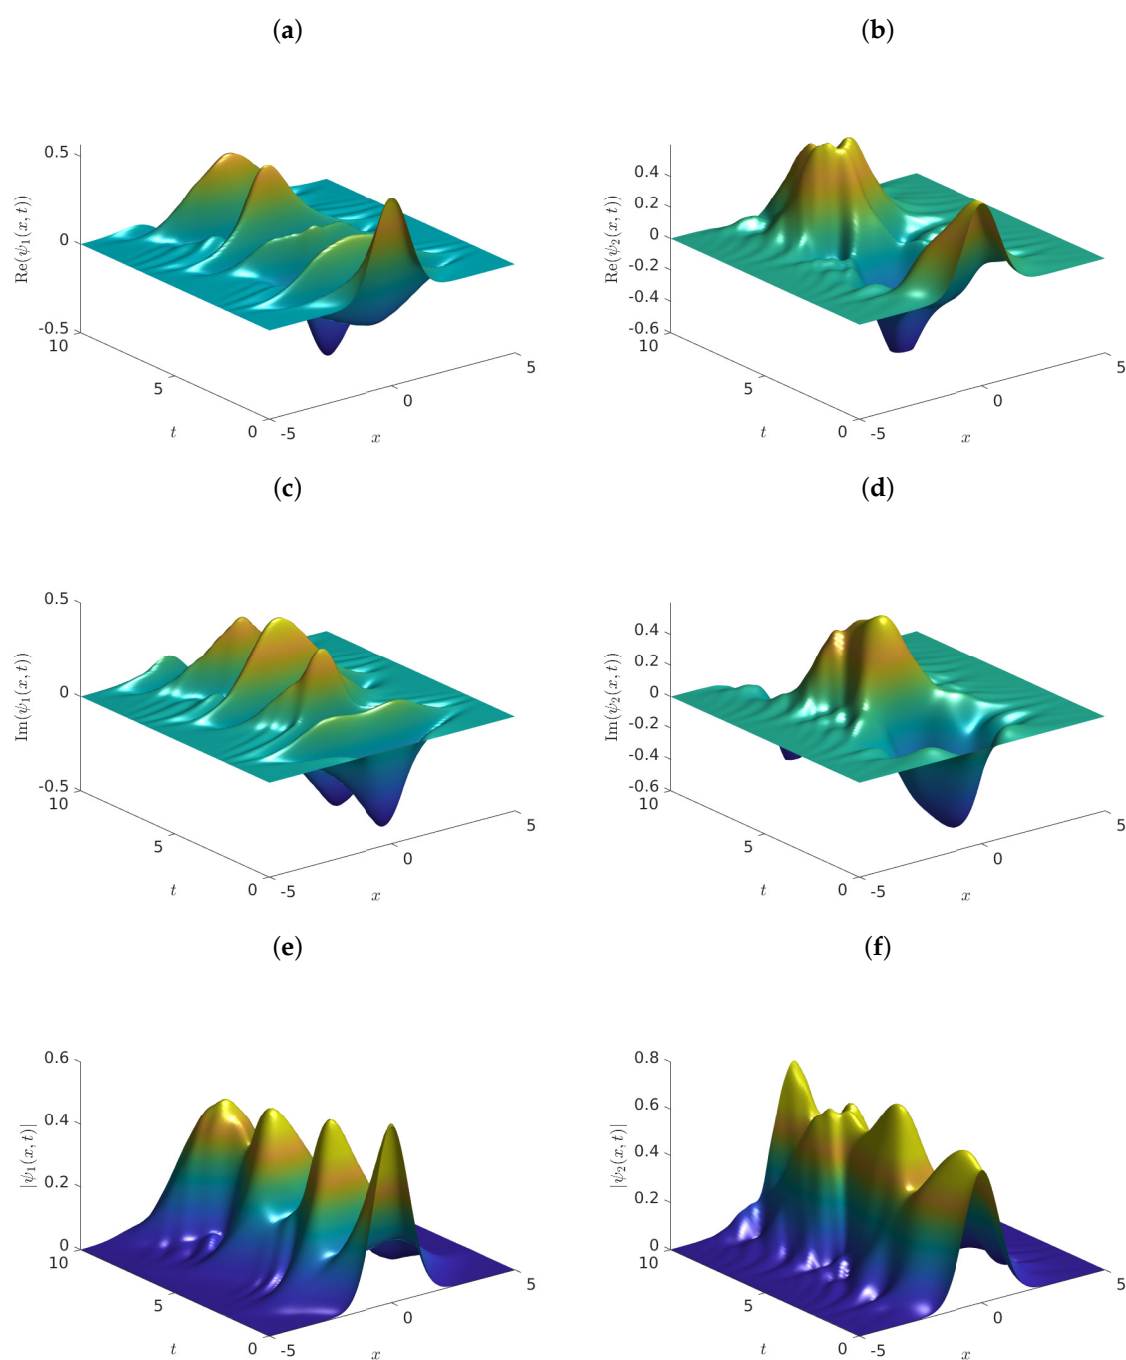 (a)
(b)
0.5
0
-0.5
10
5
0
-5
0
5
t
x
Re(ψ₁(x, t))
0.4
0.2
0
-0.2
-0.4
-0.6
10
5
0
-5
0
5
t
x
Re(ψ₂(x, t))
(c)
(d)
0.5
0
-0.5
10
5
0
-5
0
5
t
x
Im(ψ₁(x, t))
0.4
0.2
0
-0.2
-0.4
-0.6
10
5
0
-5
0
5
t
x
Im(ψ₂(x, t))
(e)
(f)
0.6
0.4
0.2
0
10
5
0
-5
0
5
t
x
|ψ₁(x, t)|
0.8
0.6
0.4
0.2
0
10
5
0
-5
0
5
t
x
|ψ₂(x, t)|